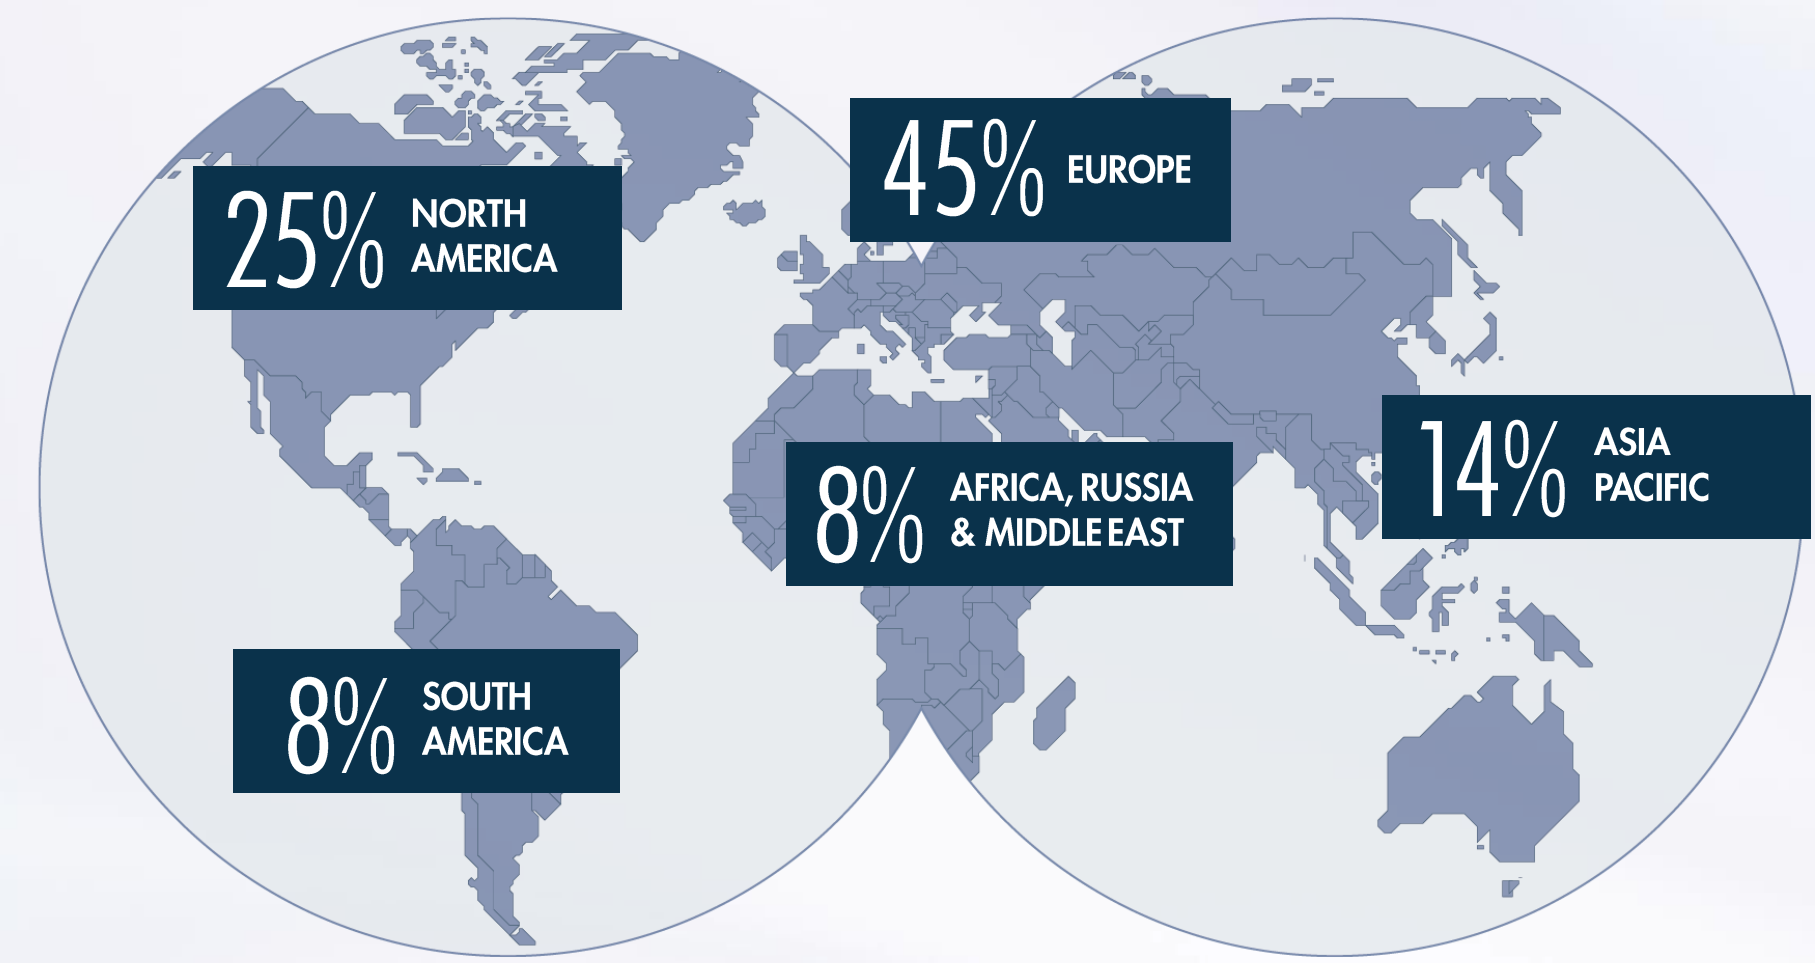 45% EUROPE
25% NORTH
AMERICA
14% ASIA
PACIFIC
8% AFRICA, RUSSIA
& MIDDLE EAST
8% SOUTH
AMERICA